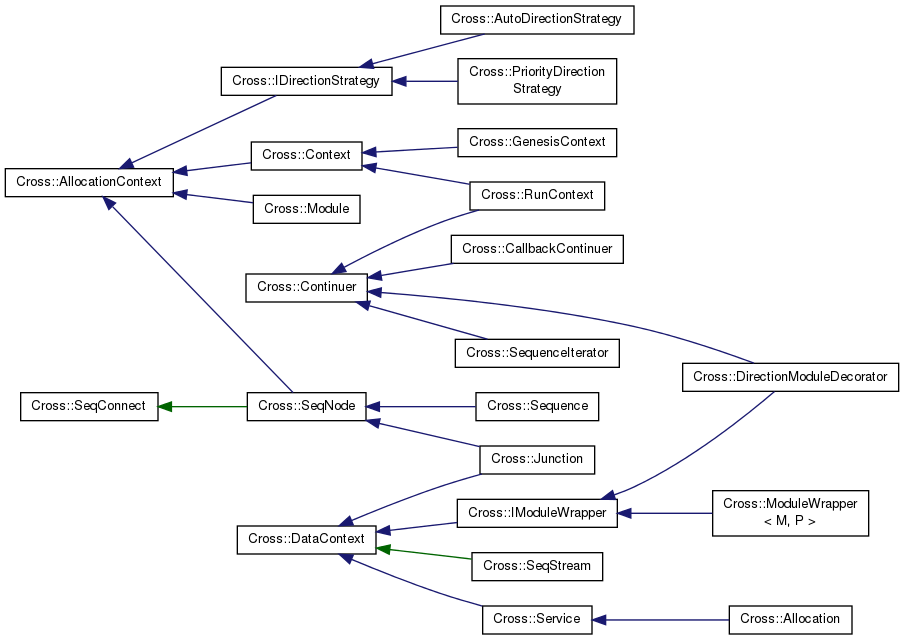 Cross::AutoDirectionStrategy
Cross::IDirectionStrategy
Cross::PriorityDirection
Strategy
Cross::GenesisContext
Cross::Context
Cross::AllocationContext
Cross::RunContext
Cross::Module
Cross::CallbackContinuer
Cross::Continuer
Cross::SequenceIterator
Cross::DirectionModuleDecorator
Cross::SeqConnect
Cross::SeqNode
Cross::Sequence
Cross::Junction
Cross::IModuleWrapper
Cross::ModuleWrapper
< M, P >
Cross::DataContext
Cross::SeqStream
Cross::Service
Cross::Allocation